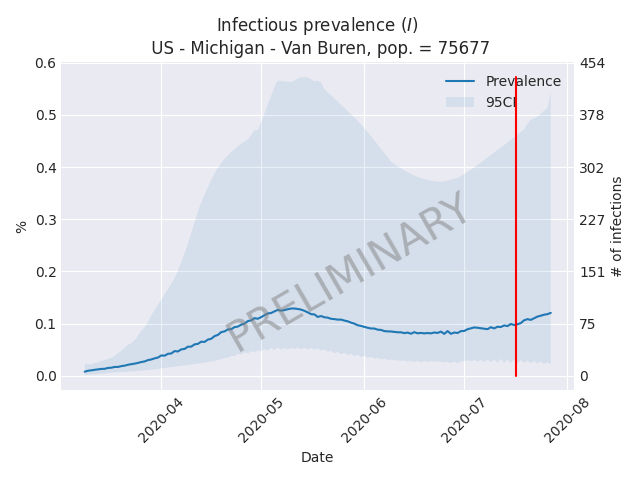 Infectious prevalence (I)
US - Michigan - Van Buren, pop. = 75677
Prevalence
95CI
0.6
0.5
0.4
0.3
0.2
0.1
0.0
%
454
378
302
227
151
75
0
# of infections
PRELIMINARY
2020-04
2020-05
2020-06
2020-07
2020-08
Date